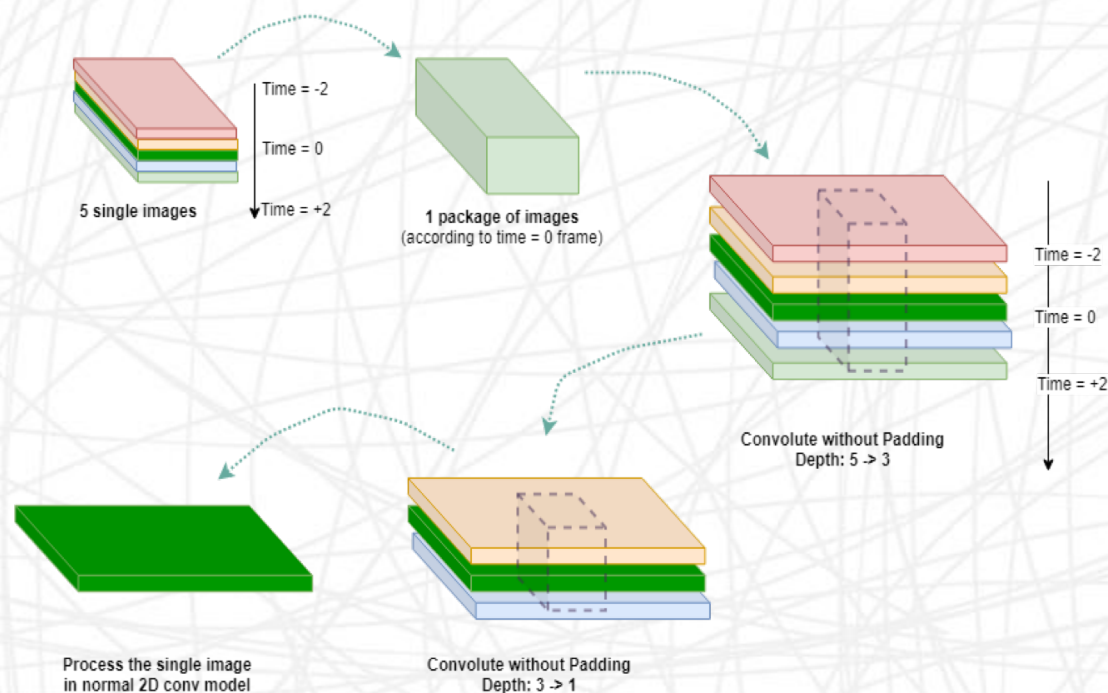 Time = -2
Time = 0
Time = +2
5 single images
1 package of images
(according to time = 0 frame)
Time = -2
Time = 0
Time = +2
Convolute without Padding
Depth: 5 -> 3
Process the single image
in normal 2D conv model
Convolute without Padding
Depth: 3 -> 1